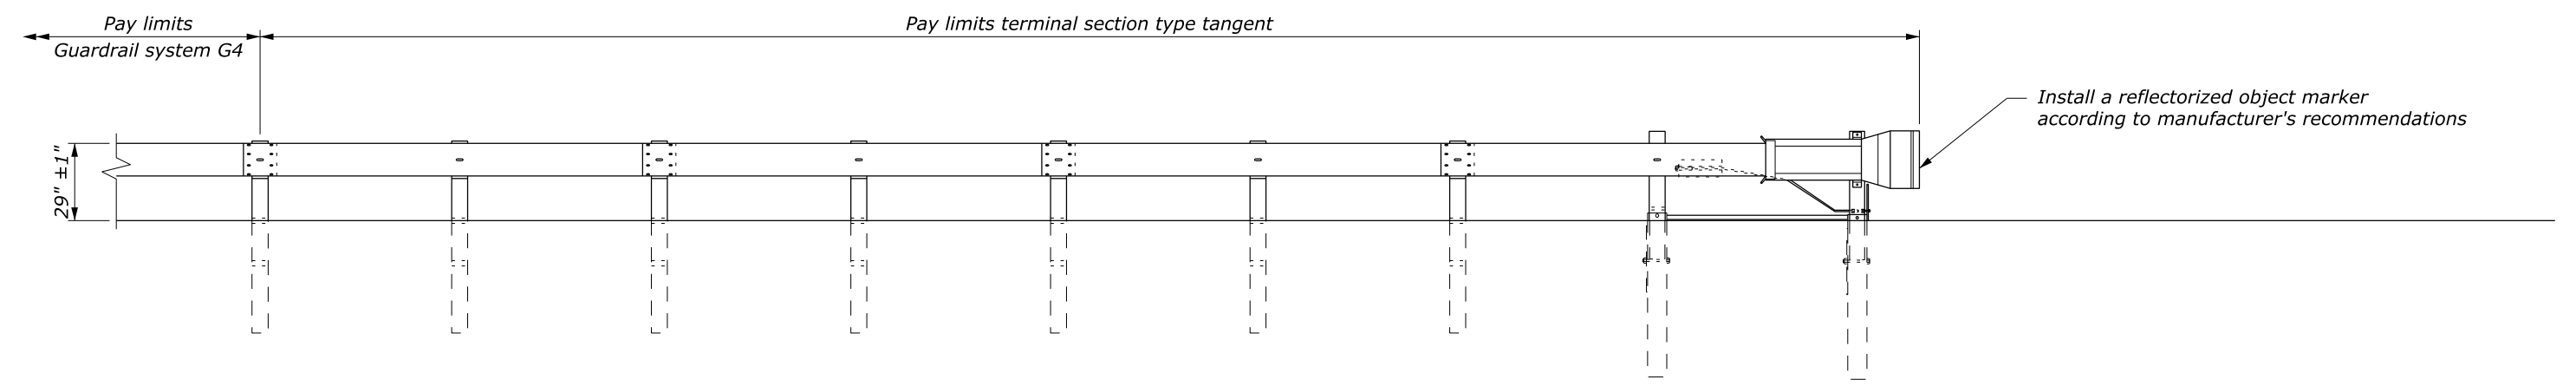 Pay limits
Guardrail system G4
Pay limits terminal section type tangent
Install a reflectorized object marker
according to manufacturer's recommendations
29" ±1"